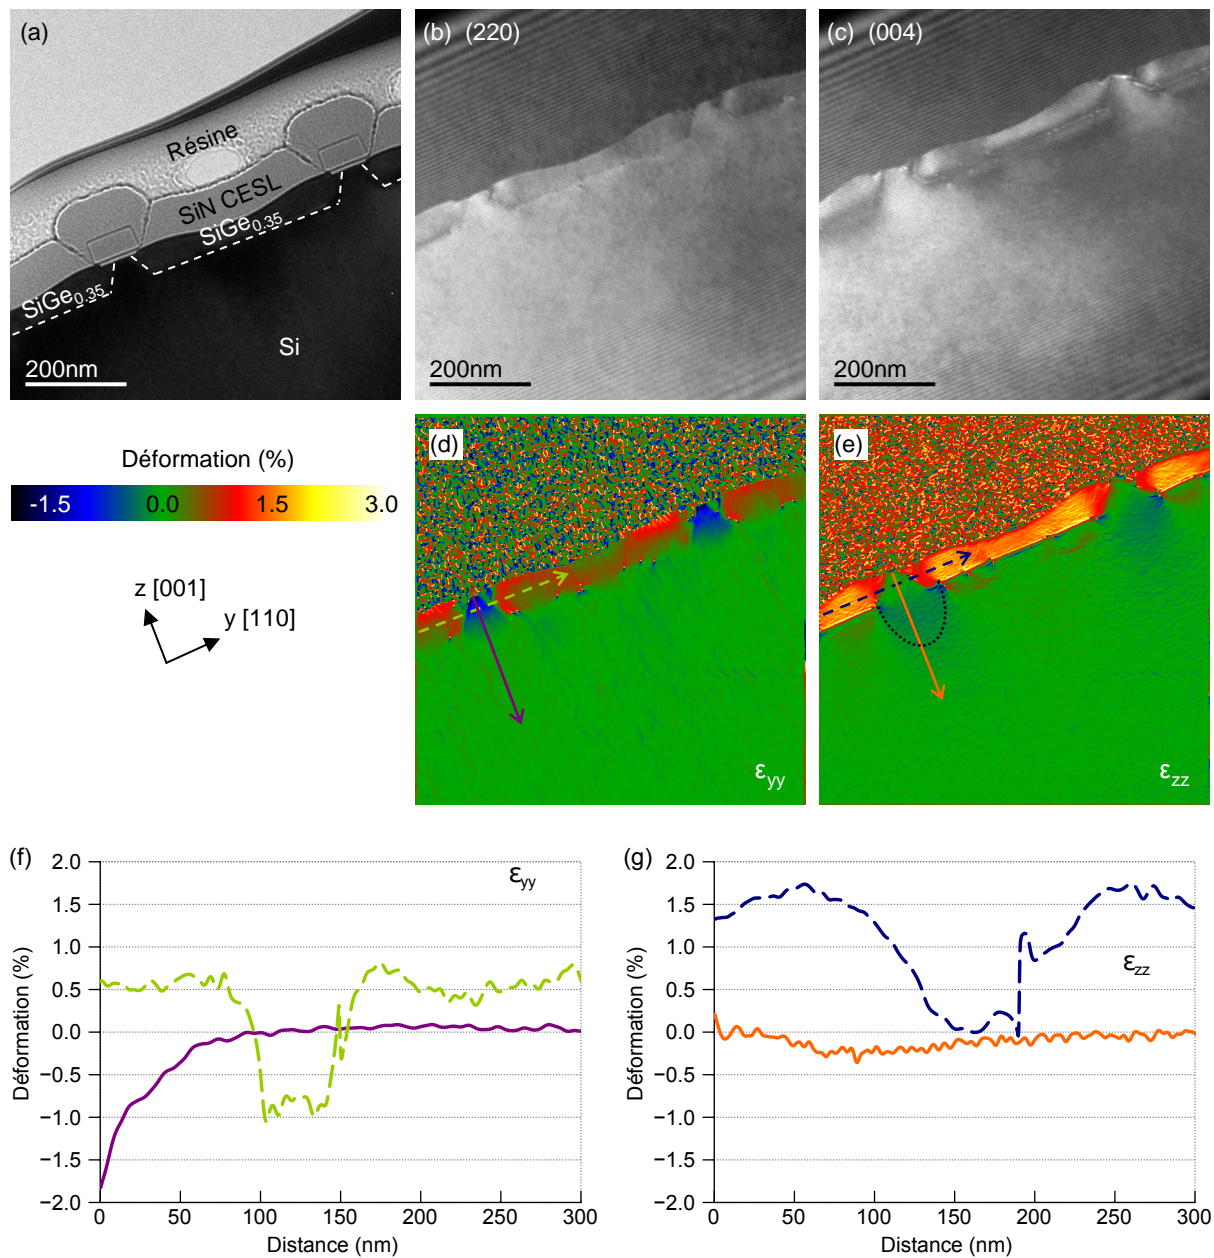 (a)
Résine
SiN CESL
SiGe0.35
SiGe0.35
Si
200nm
(b) (220)
200nm
(c) (004)
200nm
Déformation (%)
-1.5 0.0 1.5 3.0
z [001]
y [110]
(d)
εyy
(e)
εzz
(f)
εyy
2.0
1.5
1.0
0.5
0.0
−0.5
−1.0
−1.5
−2.0
Déformation (%)
0 50 100 150 200 250 300
Distance (nm)
(g)
εzz
2.0
1.5
1.0
0.5
0.0
−0.5
−1.0
−1.5
−2.0
Déformation (%)
0 50 100 150 200 250 300
Distance (nm)